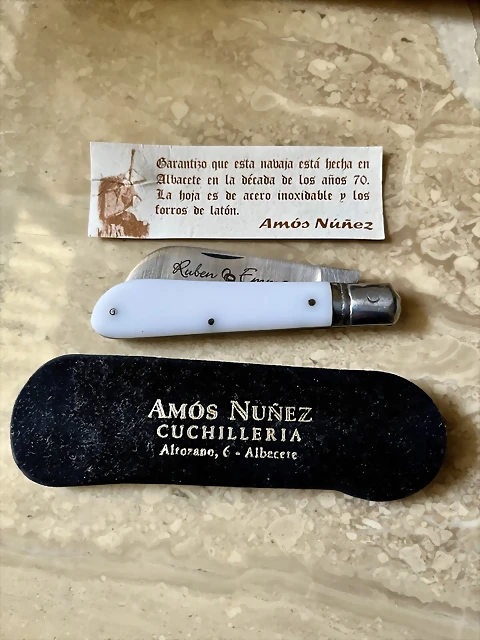 Garantizo que esta navaja está hecha en
Albacete en la década de los años 70.
La hoja es de acero inoxidable y los
forros de latón.
Amós Núñez
Ruben
AMÓS NUÑEZ
CUCHILLERIA
Altozano, 6 - Albacete